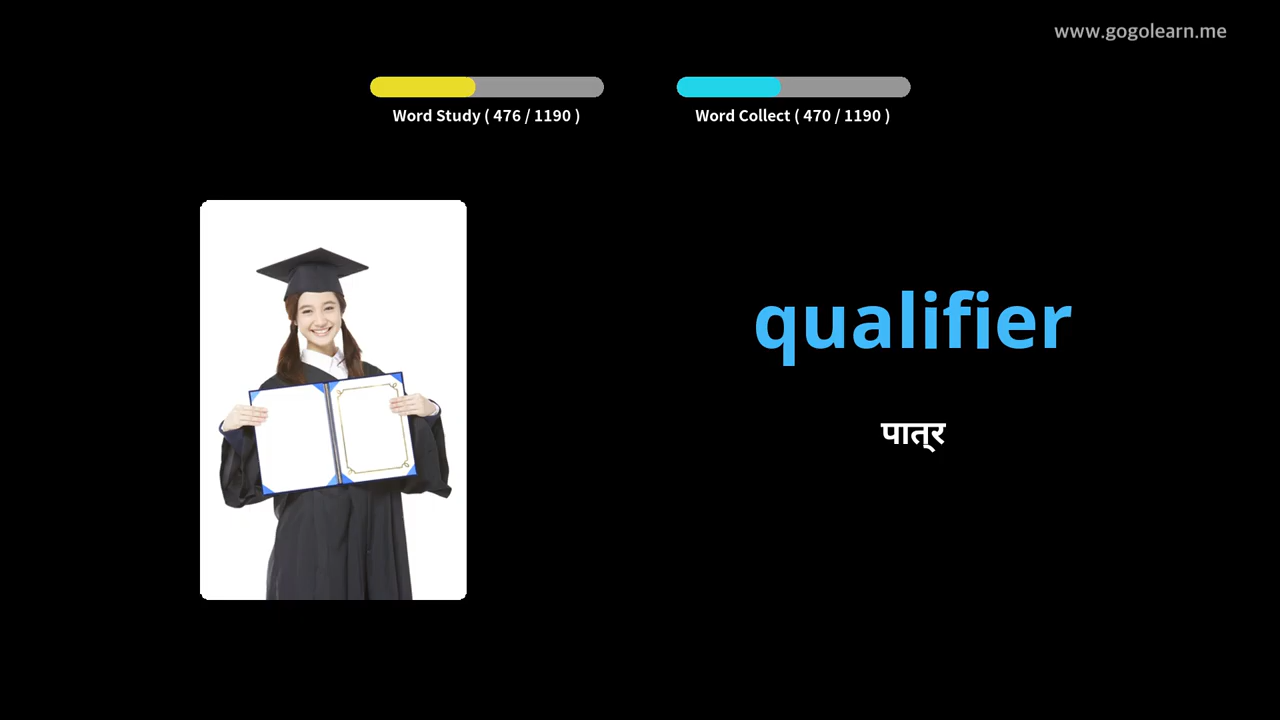 www.gogolearn.me
Word Study ( 476 / 1190 )
Word Collect ( 470 / 1190 )
qualifier
पात्र